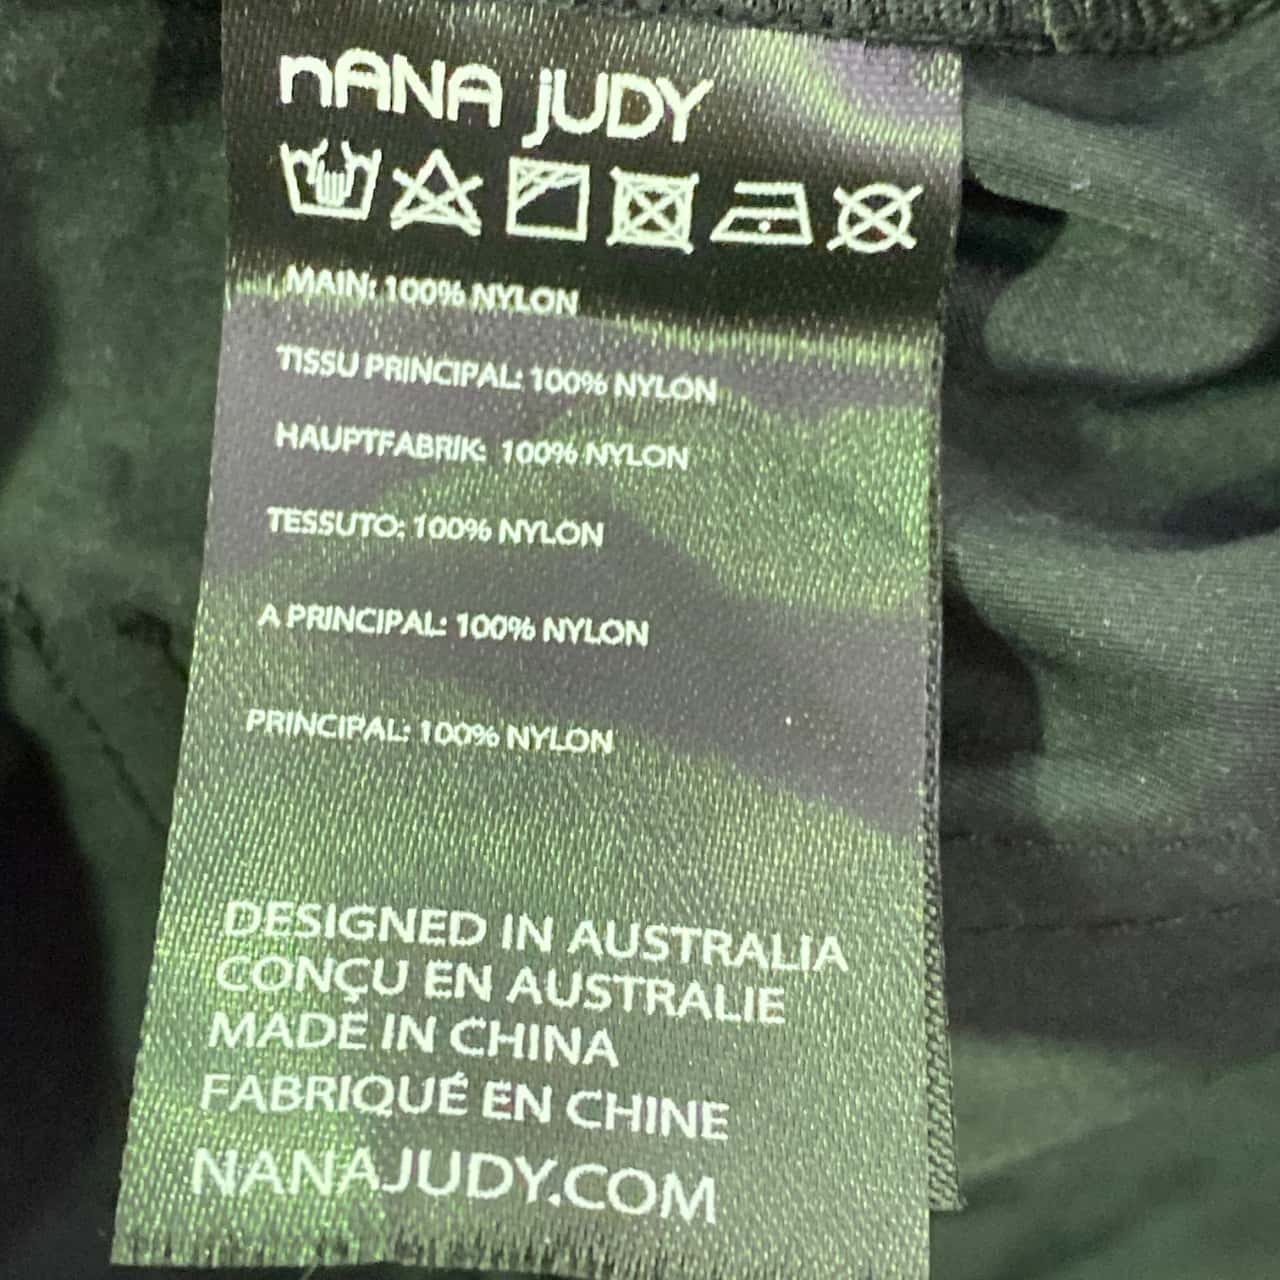 nANA jUDY
MAIN: 100% NYLON
TISSU PRINCIPAL: 100% NYLON
HAUPTFABRIK: 100% NYLON
TESSUTO: 100% NYLON
A PRINCIPAL: 100% NYLON
PRINCIPAL: 100% NYLON
DESIGNED IN AUSTRALIA
CONÇU EN AUSTRALIE
MADE IN CHINA
FABRIQUÉ EN CHINE
NANAJUDY.COM